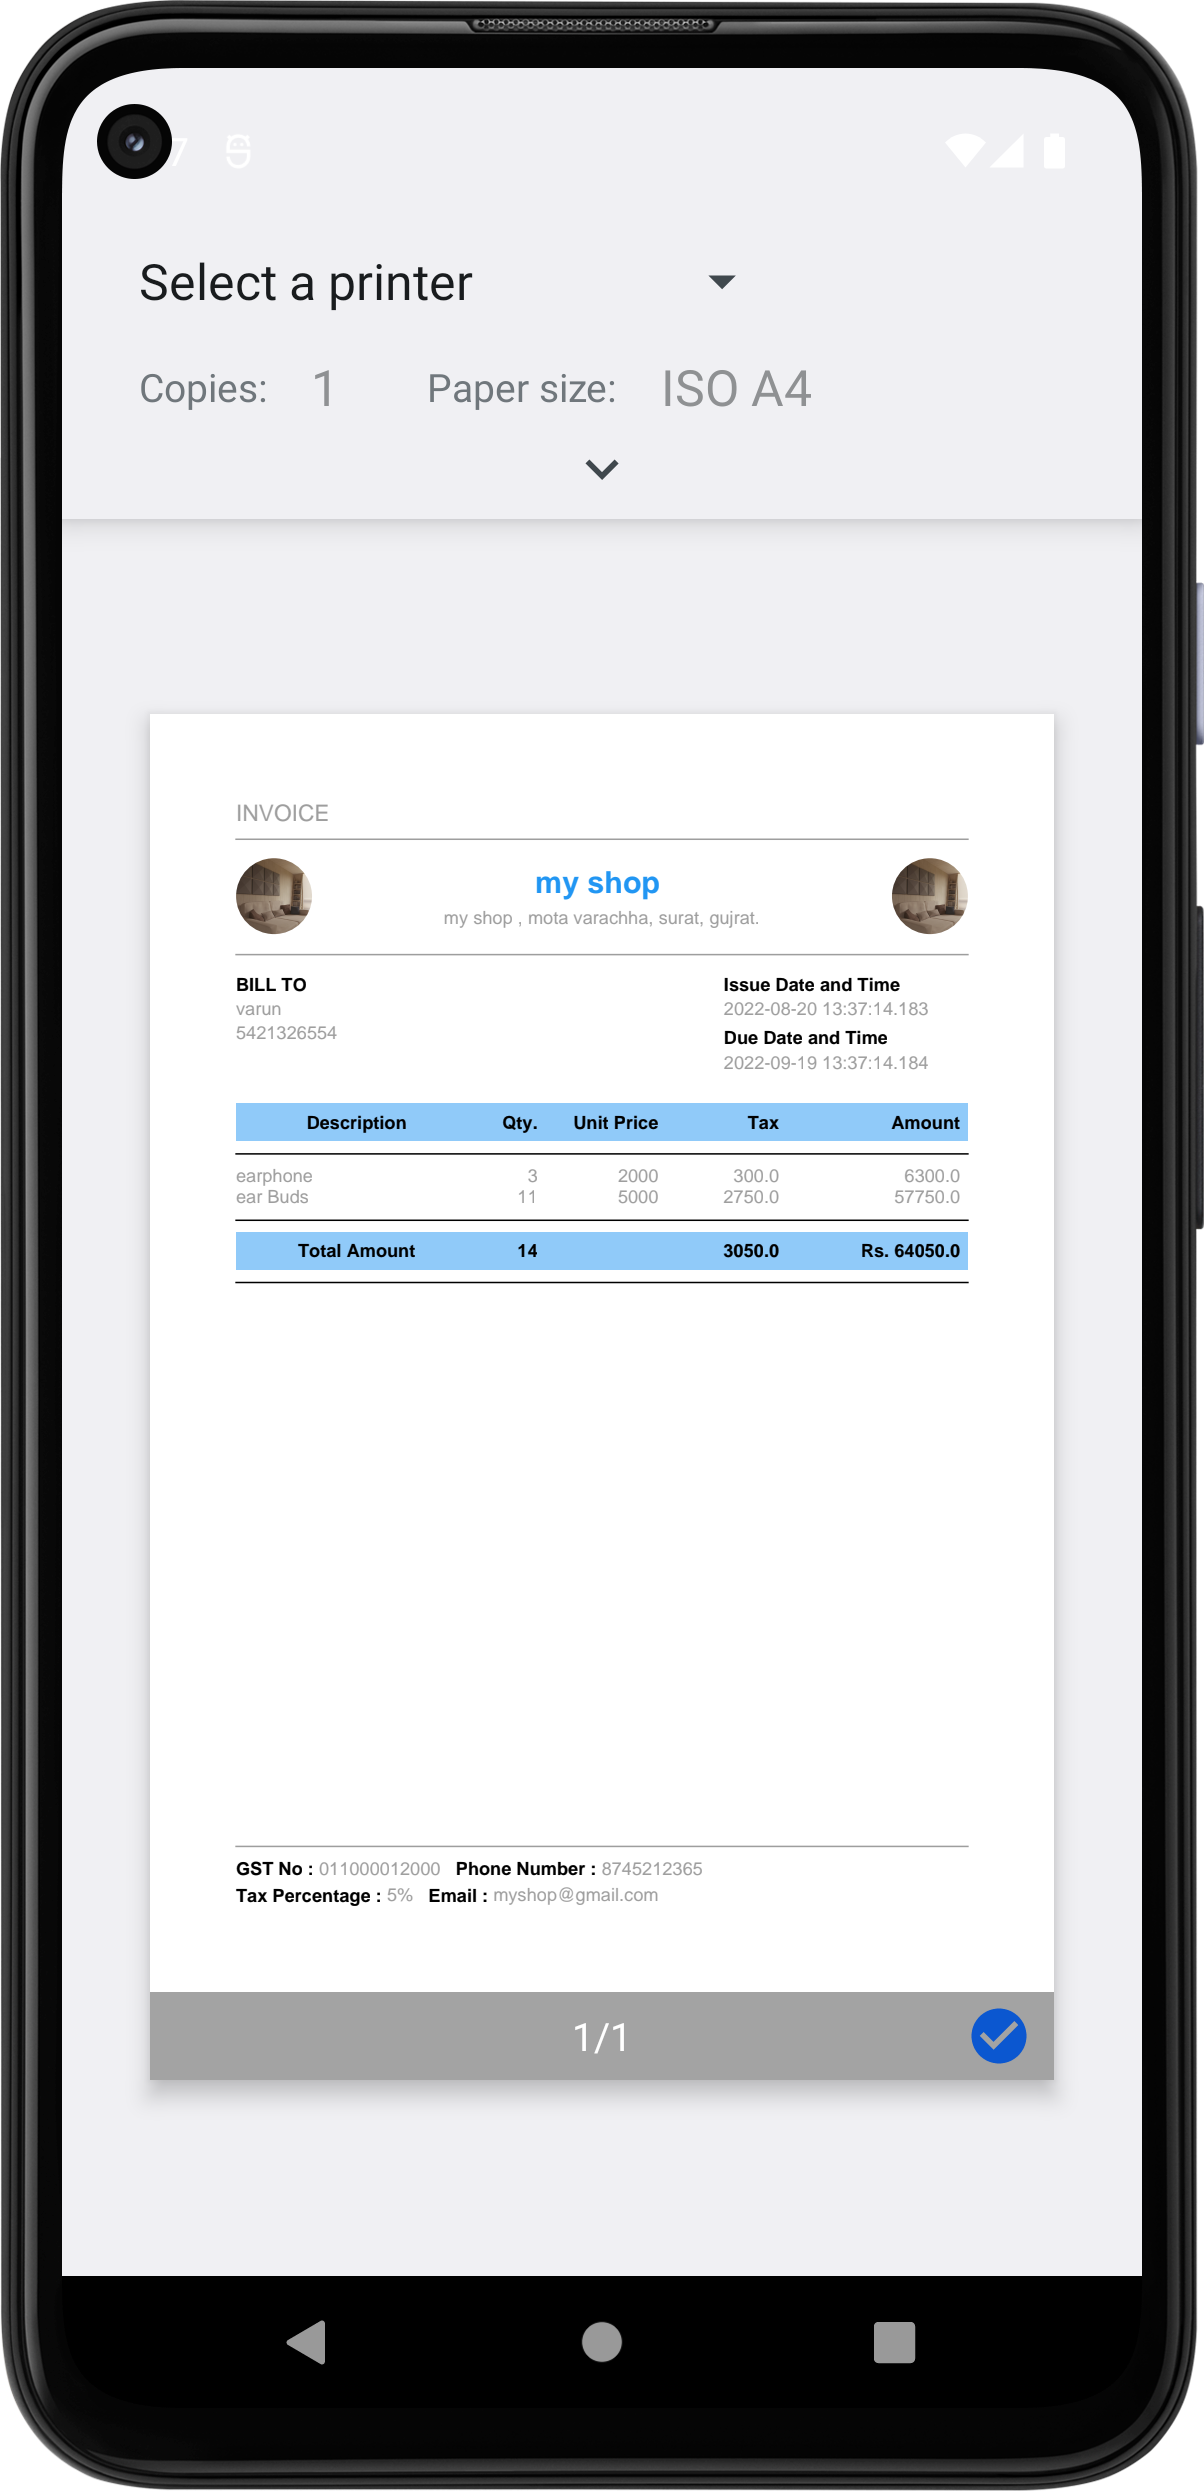 7
Select a printer
Copies: 1 Paper size: ISO A4
INVOICE
my shop
my shop , mota varachha, surat, gujrat.
BILL TO
varun
5421326554
Issue Date and Time
2022-08-20 13:37:14.183
Due Date and Time
2022-09-19 13:37:14.184
Description Qty. Unit Price Tax Amount
earphone 3 2000 300.0 6300.0
ear Buds 11 5000 2750.0 57750.0
Total Amount 14 3050.0 Rs. 64050.0
GST No : 011000012000 Phone Number : 8745212365
Tax Percentage : 5% Email : myshop@gmail.com
1/1